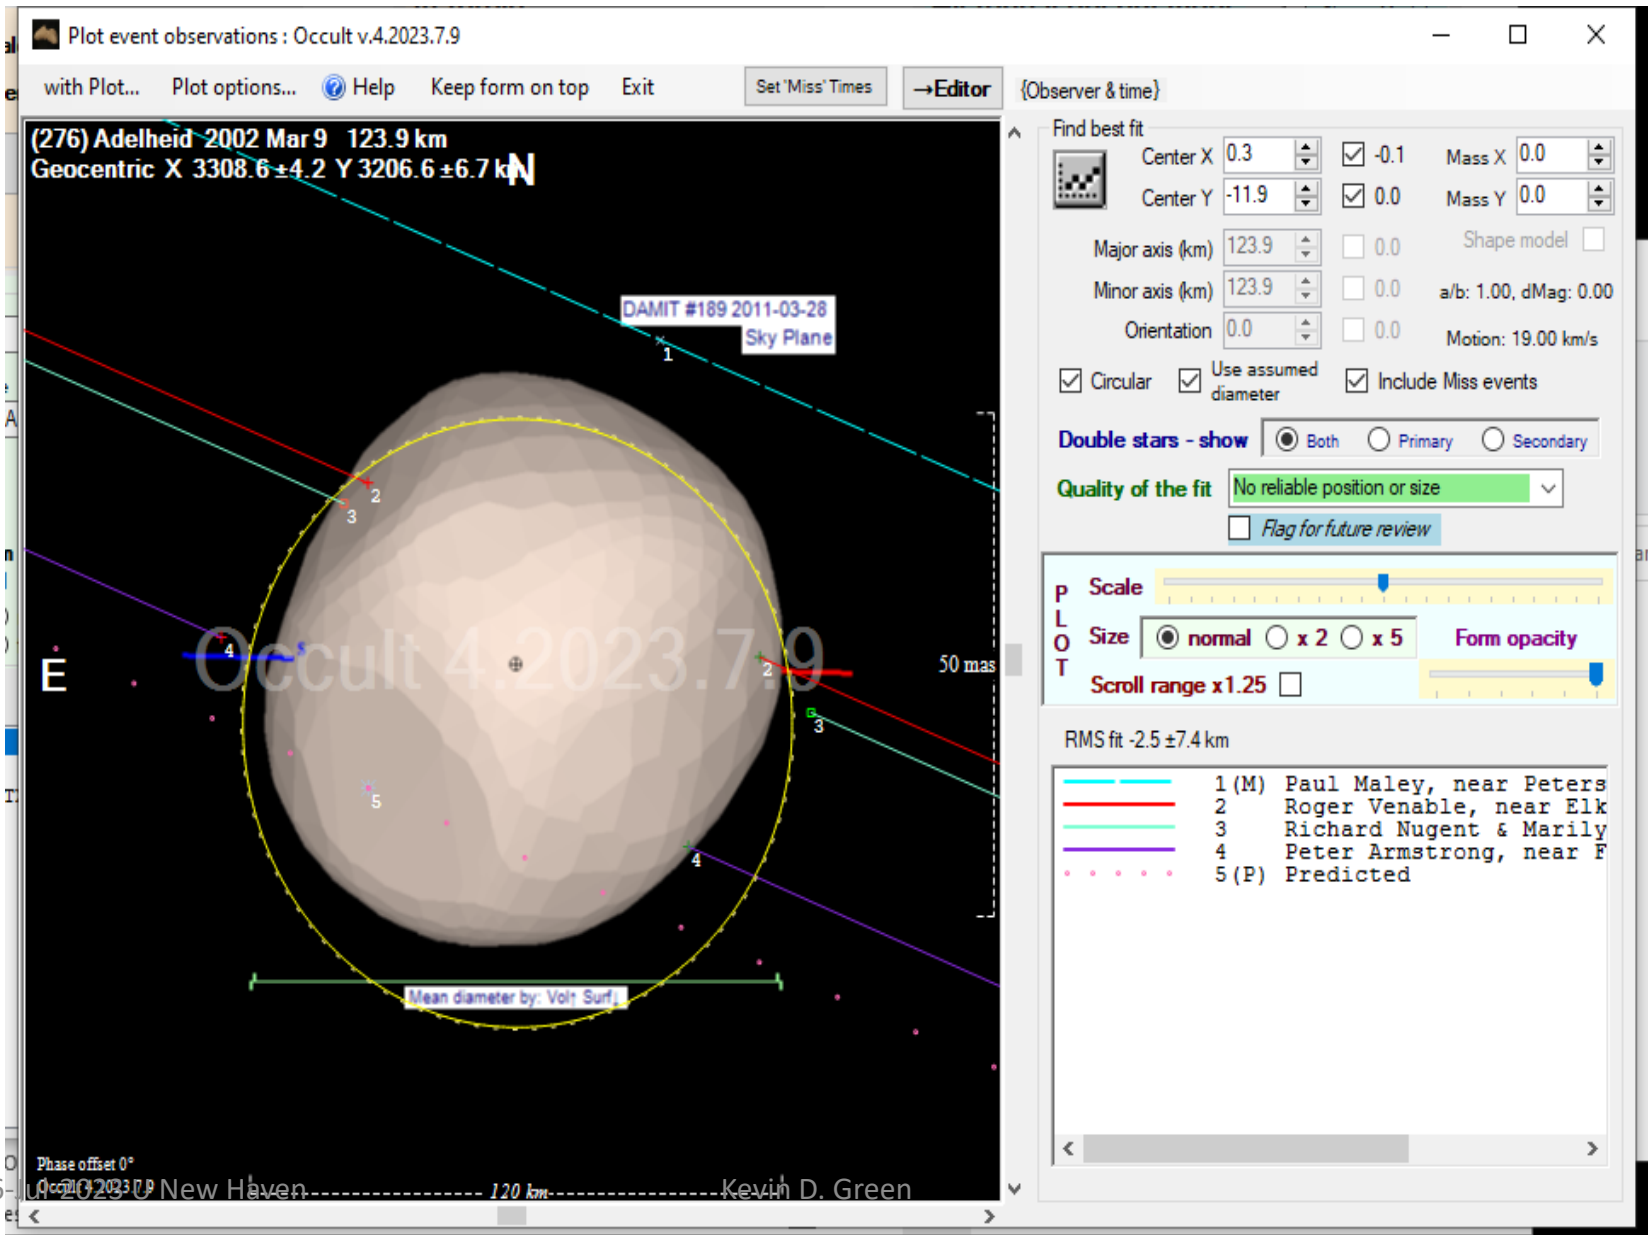 Plot event observations : Occult v.4.2023.7.9
with Plot... Plot options... Help Keep form on top Exit Set 'Miss' Times →Editor {Observer & time}
(276) Adelheid 2002 Mar 9 123.9 km
Geocentric X 3308.6 ±4.2 Y 3206.6 ±6.7 km
N
DAMIT #189 2011-03-28
Sky Plane
1
2
3
4
5
2
3
4
E
S
50 mas
Occult 4.2023.7.9
Mean diameter by: Vol↑ Surf↓
Phase offset 0°
Occult 4.2023.7.9
120 km
New Haven
Kevin D. Green
Find best fit
Center X 0.3 -0.1 Mass X 0.0
Center Y -11.9 0.0 Mass Y 0.0
Major axis (km) 123.9 0.0 Shape model
Minor axis (km) 123.9 0.0 a/b: 1.00, dMag: 0.00
Orientation 0.0 0.0 Motion: 19.00 km/s
Circular Use assumed diameter Include Miss events
Double stars - show Both Primary Secondary
Quality of the fit No reliable position or size
Flag for future review
PLOT
Scale
Size normal x 2 x 5 Form opacity
Scroll range x1.25
RMS fit -2.5 ±7.4 km
1(M) Paul Maley, near Peters
2 Roger Venable, near Elk
3 Richard Nugent & Marily
4 Peter Armstrong, near F
5(P) Predicted